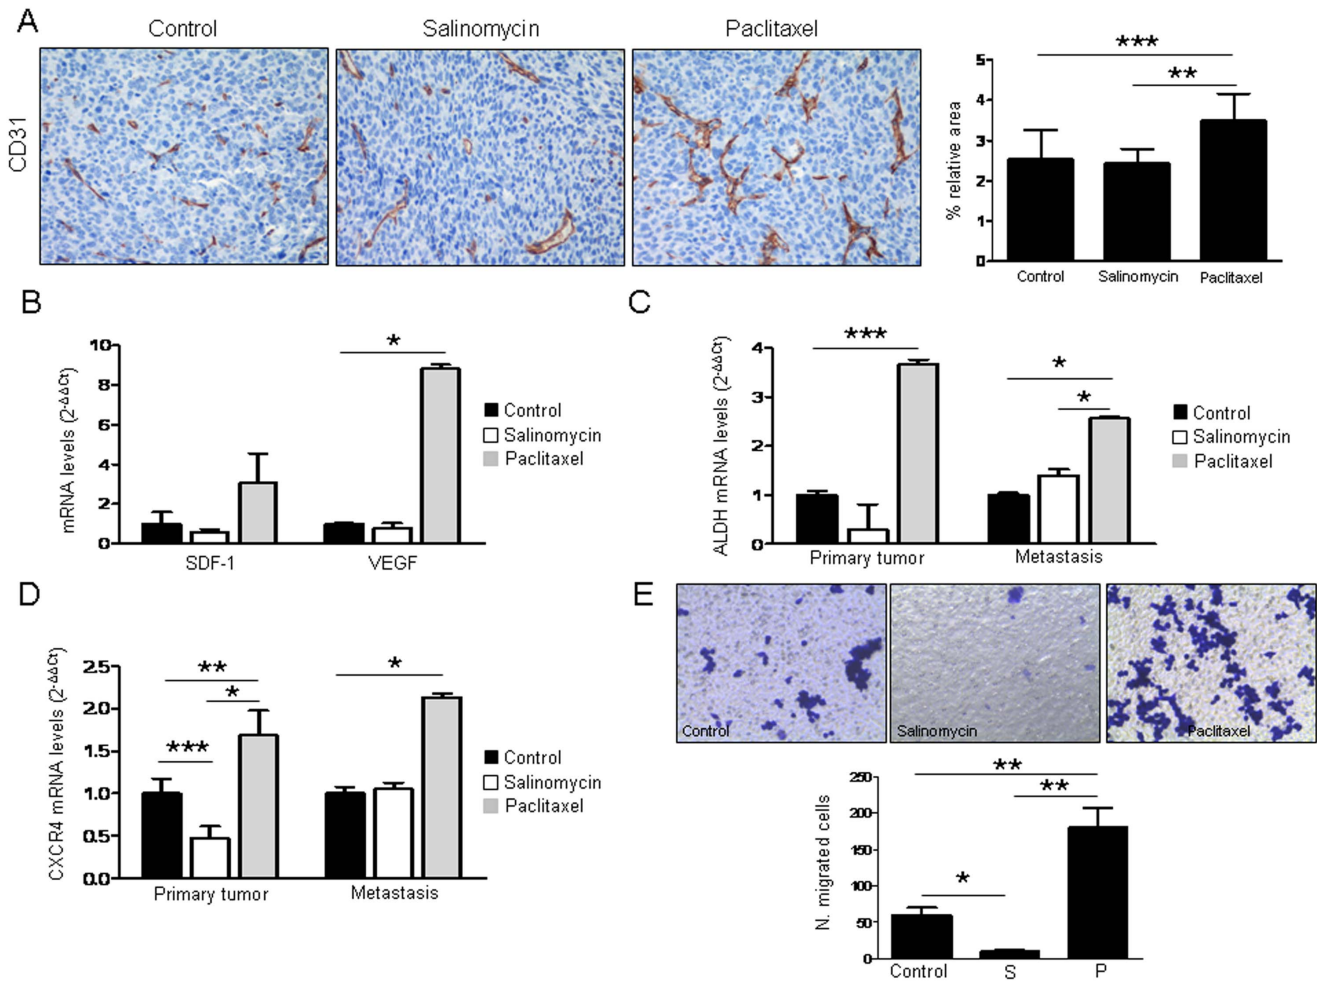 A
Control
Salinomycin
Paclitaxel
CD31
***
**
% relative area
5
4
3
2
1
0
Control
Salinomycin
Paclitaxel
B
*
mRNA levels (2-ΔΔCt)
10
8
6
4
2
0
SDF-1
VEGF
Control
Salinomycin
Paclitaxel
C
***
*
*
ALDH mRNA levels (2-ΔΔCt)
4
3
2
1
0
Primary tumor
Metastasis
Control
Salinomycin
Paclitaxel
D
**
*
***
*
CXCR4 mRNA levels (2-ΔΔCt)
2.5
2.0
1.5
1.0
0.5
0.0
Primary tumor
Metastasis
Control
Salinomycin
Paclitaxel
E
Control
Salinomycin
Paclitaxel
**
**
*
N. migrated cells
250
200
150
100
50
0
Control
S
P